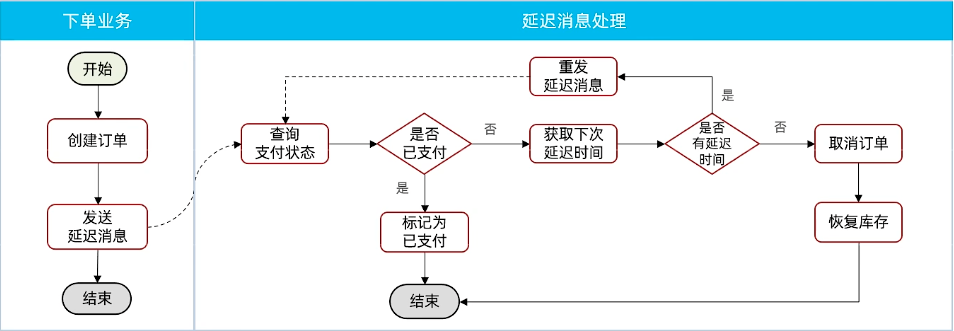 下单业务
延迟消息处理
开始
创建订单
发送
延迟消息
结束
重发
延迟消息
是
查询
支付状态
是否
已支付
否
获取下次
延迟时间
是否
有延迟
时间
否
取消订单
是
标记为
已支付
恢复库存
结束